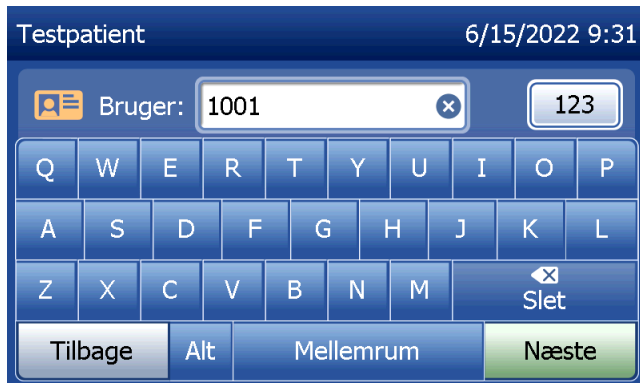 Testpatient 6/15/2022 9:31
Bruger: 1001 123
Q W E R T Y U I O P
A S D F G H J K L
Z X C V B N M Slet
Tilbage Alt Mellemrum Næste